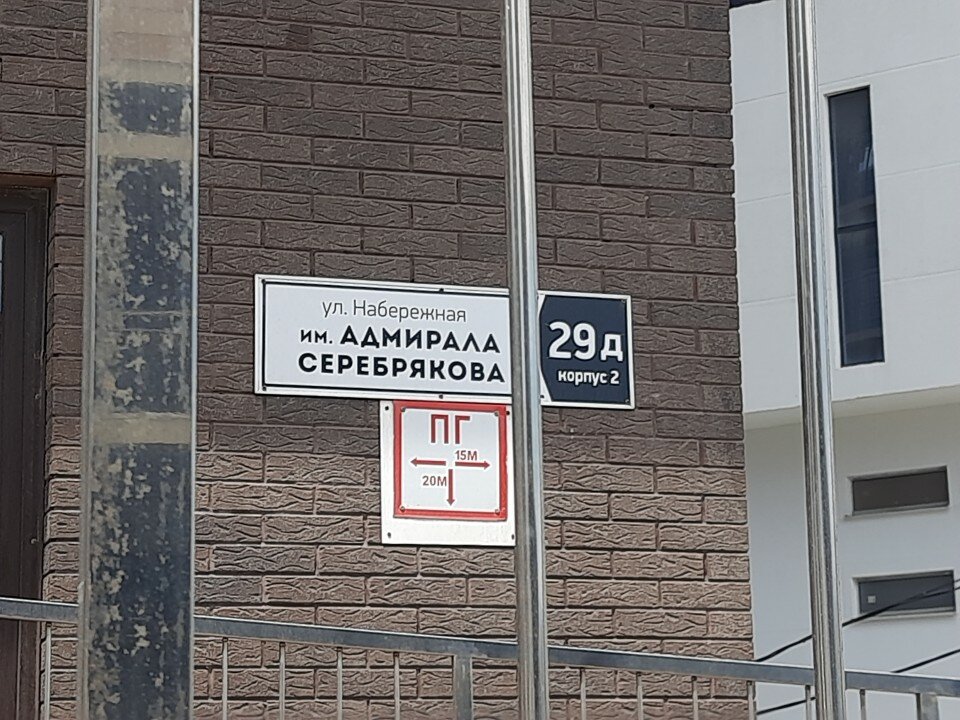 ул. Набережная
им. АДМИРАЛА
СЕРЕБРЯКОВА
29д
корпус 2
ПГ
15М
20М